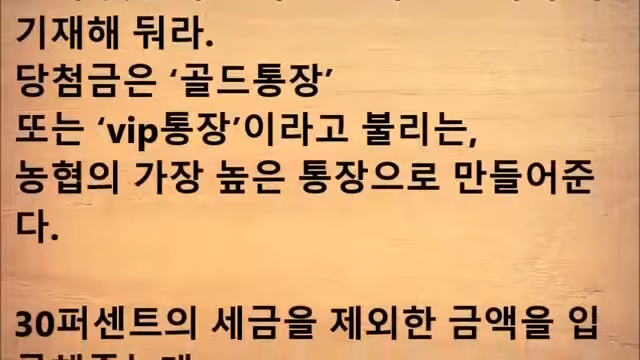 기재해 둬라.
당첨금은 ‘골드통장’
또는 ‘vip통장’이라고 불리는,
농협의 가장 높은 통장으로 만들어준
다.
30퍼센트의 세금을 제외한 금액을 입